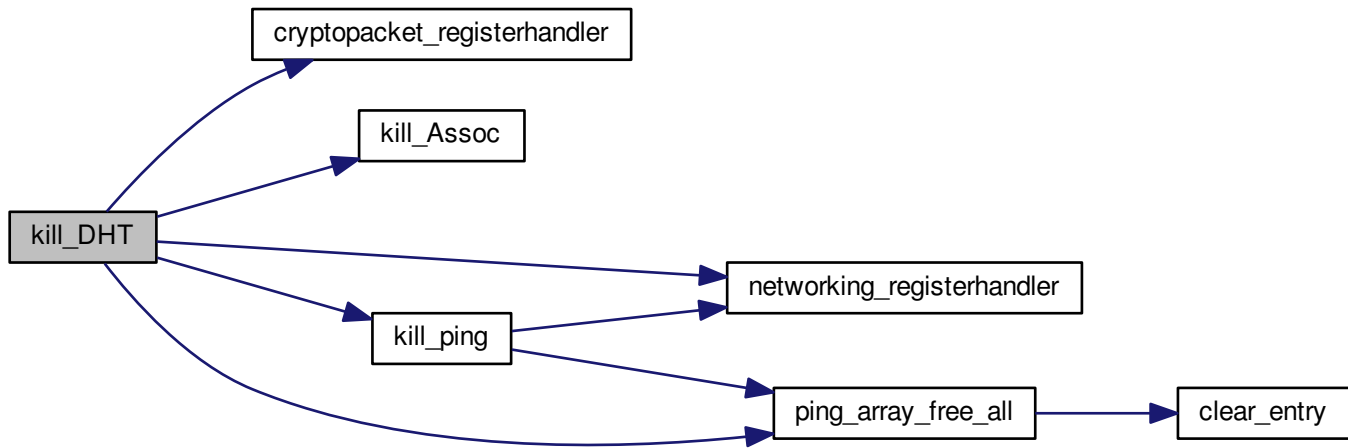 cryptopacket_registerhandler
kill_Assoc
kill_DHT
networking_registerhandler
kill_ping
ping_array_free_all
clear_entry